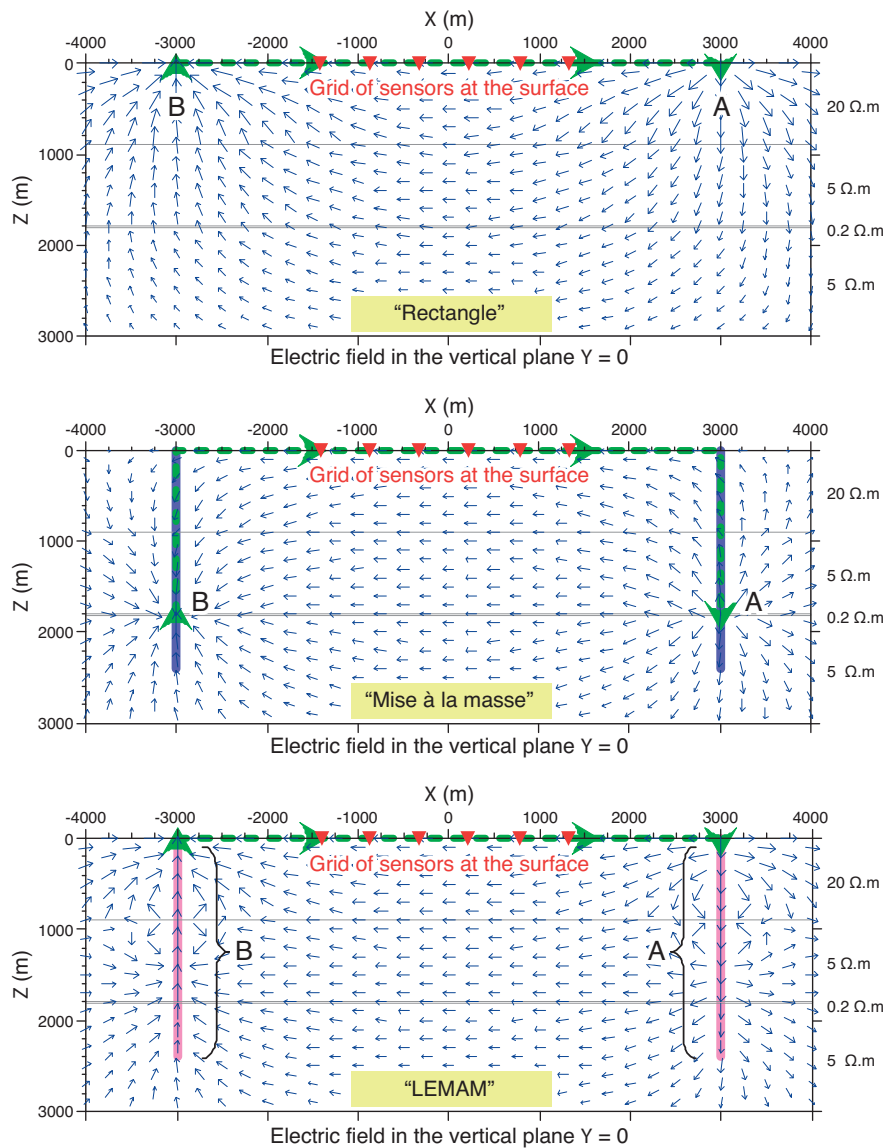 X (m)
-4000 -3000 -2000 -1000 0 1000 2000 3000 4000
0
Grid of sensors at the surface
B A
20 Ω.m
1000
Z (m)
5 Ω.m
0.2 Ω.m
2000
5 Ω.m
“Rectangle”
3000
Electric field in the vertical plane Y = 0
X (m)
-4000 -3000 -2000 -1000 0 1000 2000 3000 4000
0
Grid of sensors at the surface
20 Ω.m
1000
Z (m)
5 Ω.m
B A
0.2 Ω.m
2000
5 Ω.m
“Mise à la masse”
3000
Electric field in the vertical plane Y = 0
X (m)
-4000 -3000 -2000 -1000 0 1000 2000 3000 4000
0
Grid of sensors at the surface
20 Ω.m
1000
B A
Z (m)
5 Ω.m
0.2 Ω.m
2000
5 Ω.m
“LEMAM”
3000
Electric field in the vertical plane Y = 0